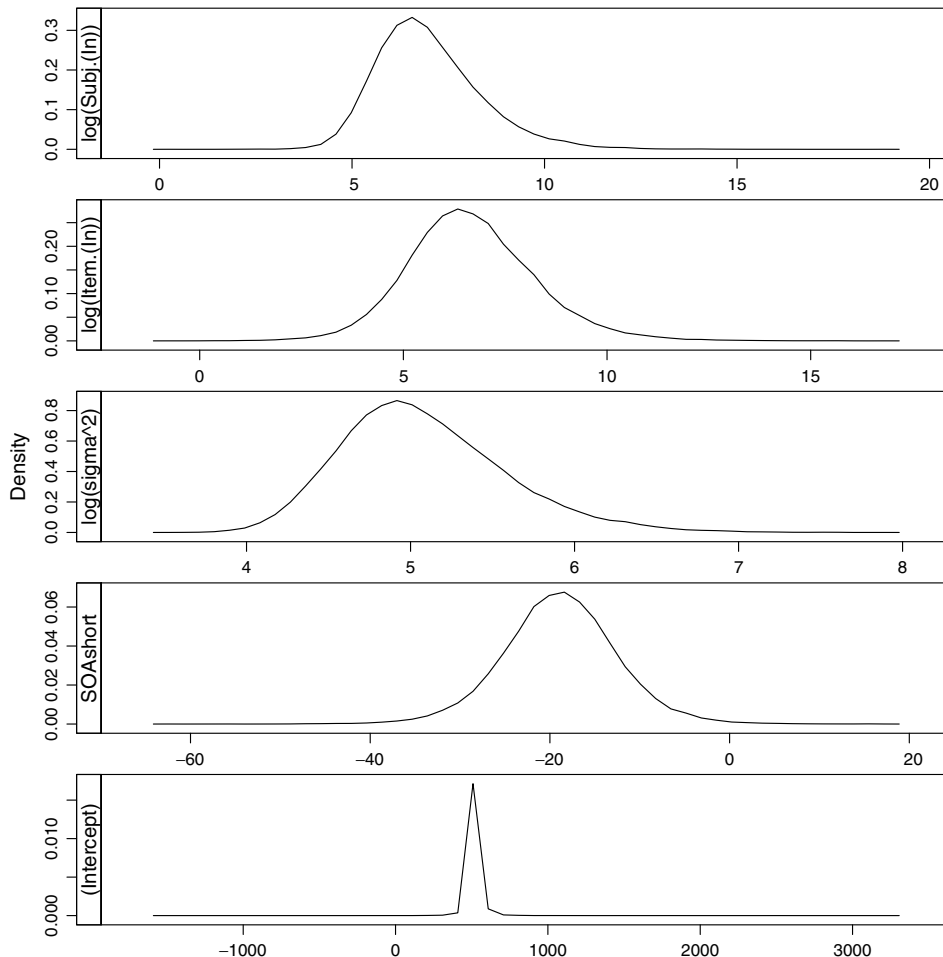 log(Subj.(In))
0.0 0.1 0.2 0.3
0 5 10 15 20
log(Item.(In))
0.00 0.10 0.20
0 5 10 15
Density
log(sigma^2)
0.0 0.2 0.4 0.6 0.8
4 5 6 7 8
SOAshort
0.00 0.02 0.04 0.06
−60 −40 −20 0 20
(Intercept)
0.000 0.010
−1000 0 1000 2000 3000